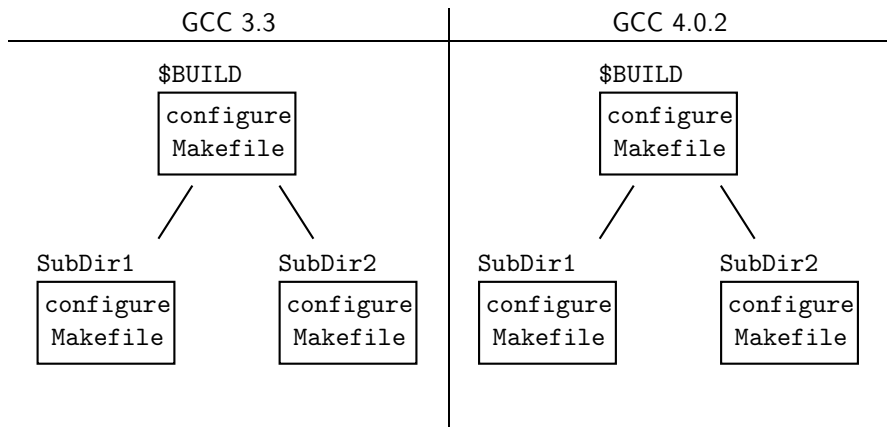 GCC 3.3
GCC 4.0.2
$BUILD
configure
Makefile
SubDir1
configure
Makefile
SubDir2
configure
Makefile
$BUILD
configure
Makefile
SubDir1
configure
Makefile
SubDir2
configure
Makefile